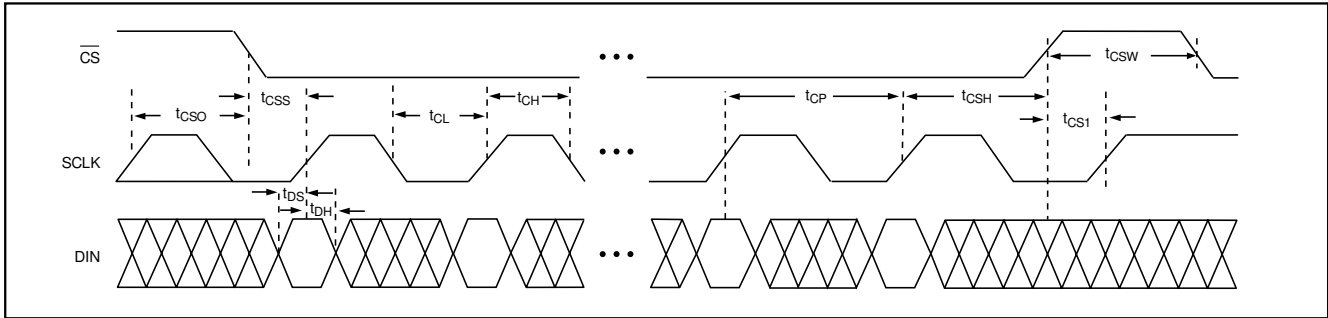 CS
tCSW
tCSS
tCH
tCP
tCSH
tCSO
tCL
tCS1
SCLK
tDS
tDH
DIN